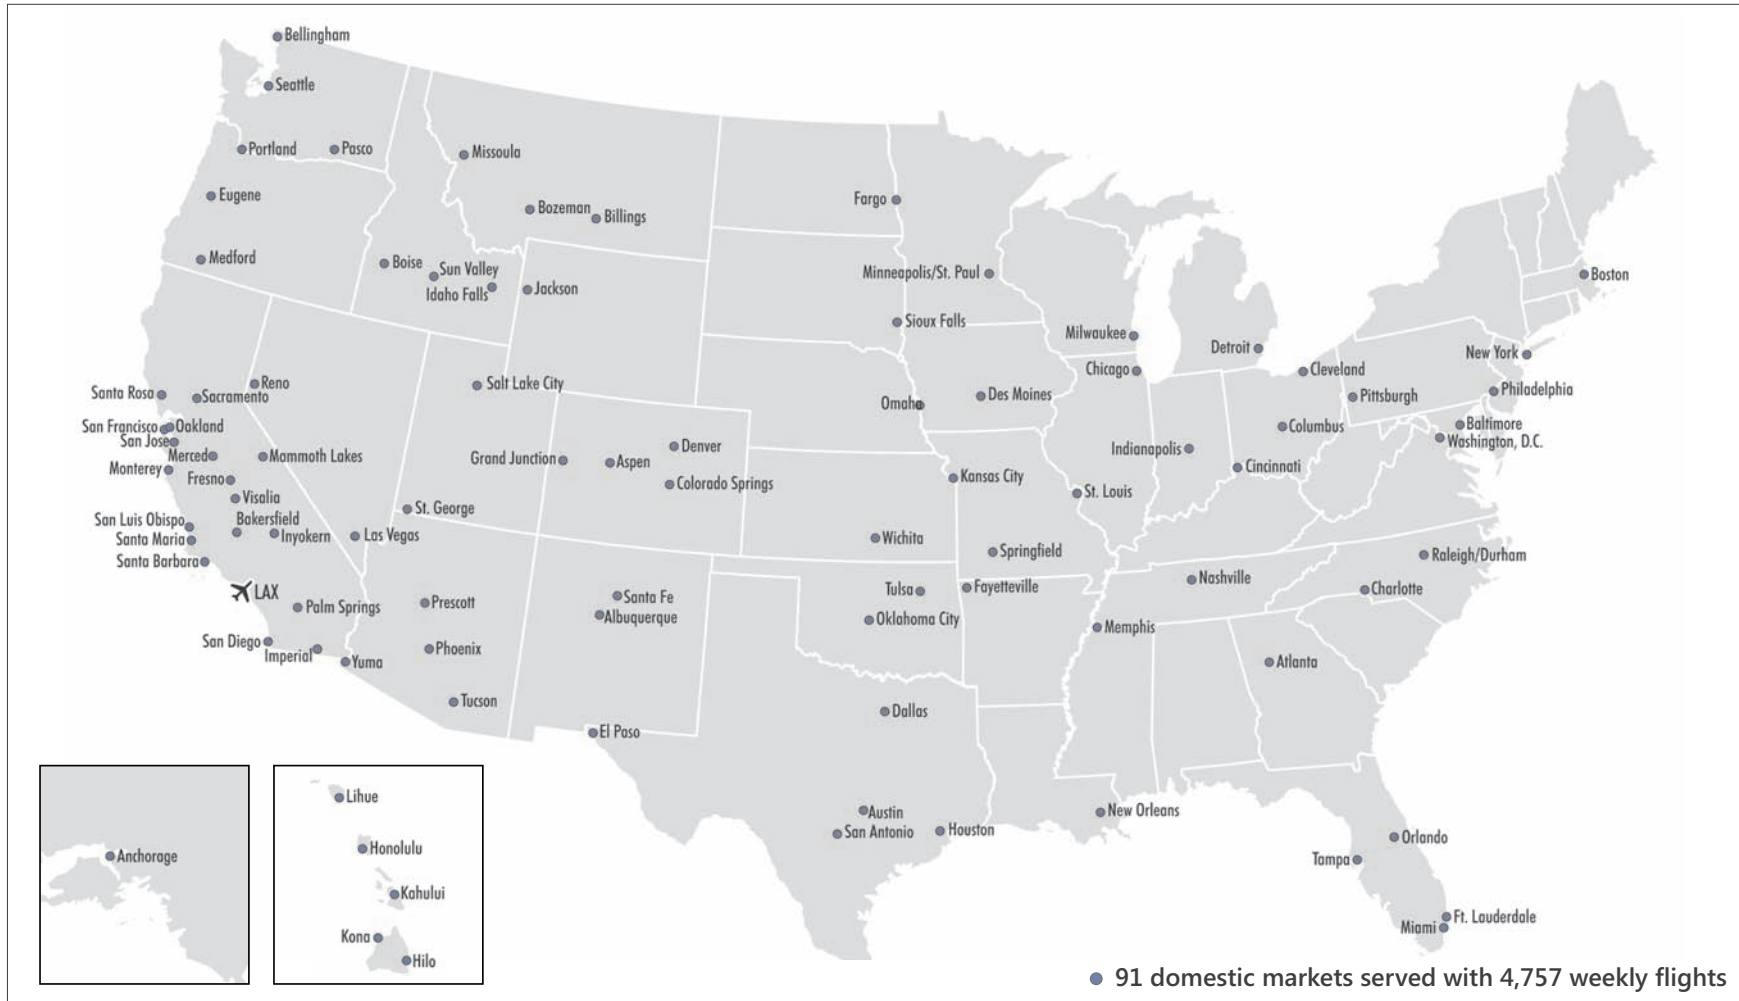 Bellingham
Seattle
Portland
Pasco
Missoula
Eugene
Bozeman
Billings
Fargo
Medford
Boise
Sun Valley
Idaho Falls
Jackson
Minneapolis/St. Paul
Boston
Sioux Falls
Milwaukee
Detroit
New York
Chicago
Cleveland
Santa Rosa
Sacramento
Reno
Salt Lake City
Omaha
Des Moines
Pittsburgh
Philadelphia
San Francisco
Oakland
San Jose
Merced
Mammoth Lakes
Monterey
Fresno
Visalia
Grand Junction
Aspen
Denver
Colorado Springs
Kansas City
St. Louis
Indianapolis
Columbus
Cincinnati
Baltimore
Washington, D.C.
San Luis Obispo
Bakersfield
Santa Maria
Inyokern
Las Vegas
St. George
Santa Barbara
Wichita
Springfield
Raleigh/Durham
LAX
Palm Springs
Prescott
Santa Fe
Albuquerque
Tulsa
Fayetteville
Oklahoma City
Nashville
Charlotte
Memphis
San Diego
Imperial
Yuma
Phoenix
Atlanta
Tucson
El Paso
Dallas
Austin
San Antonio
Houston
New Orleans
Orlando
Tampa
Ft. Lauderdale
Miami
Anchorage
Lihue
Honolulu
Kahului
Kona
Hilo
91 domestic markets served with 4,757 weekly flights